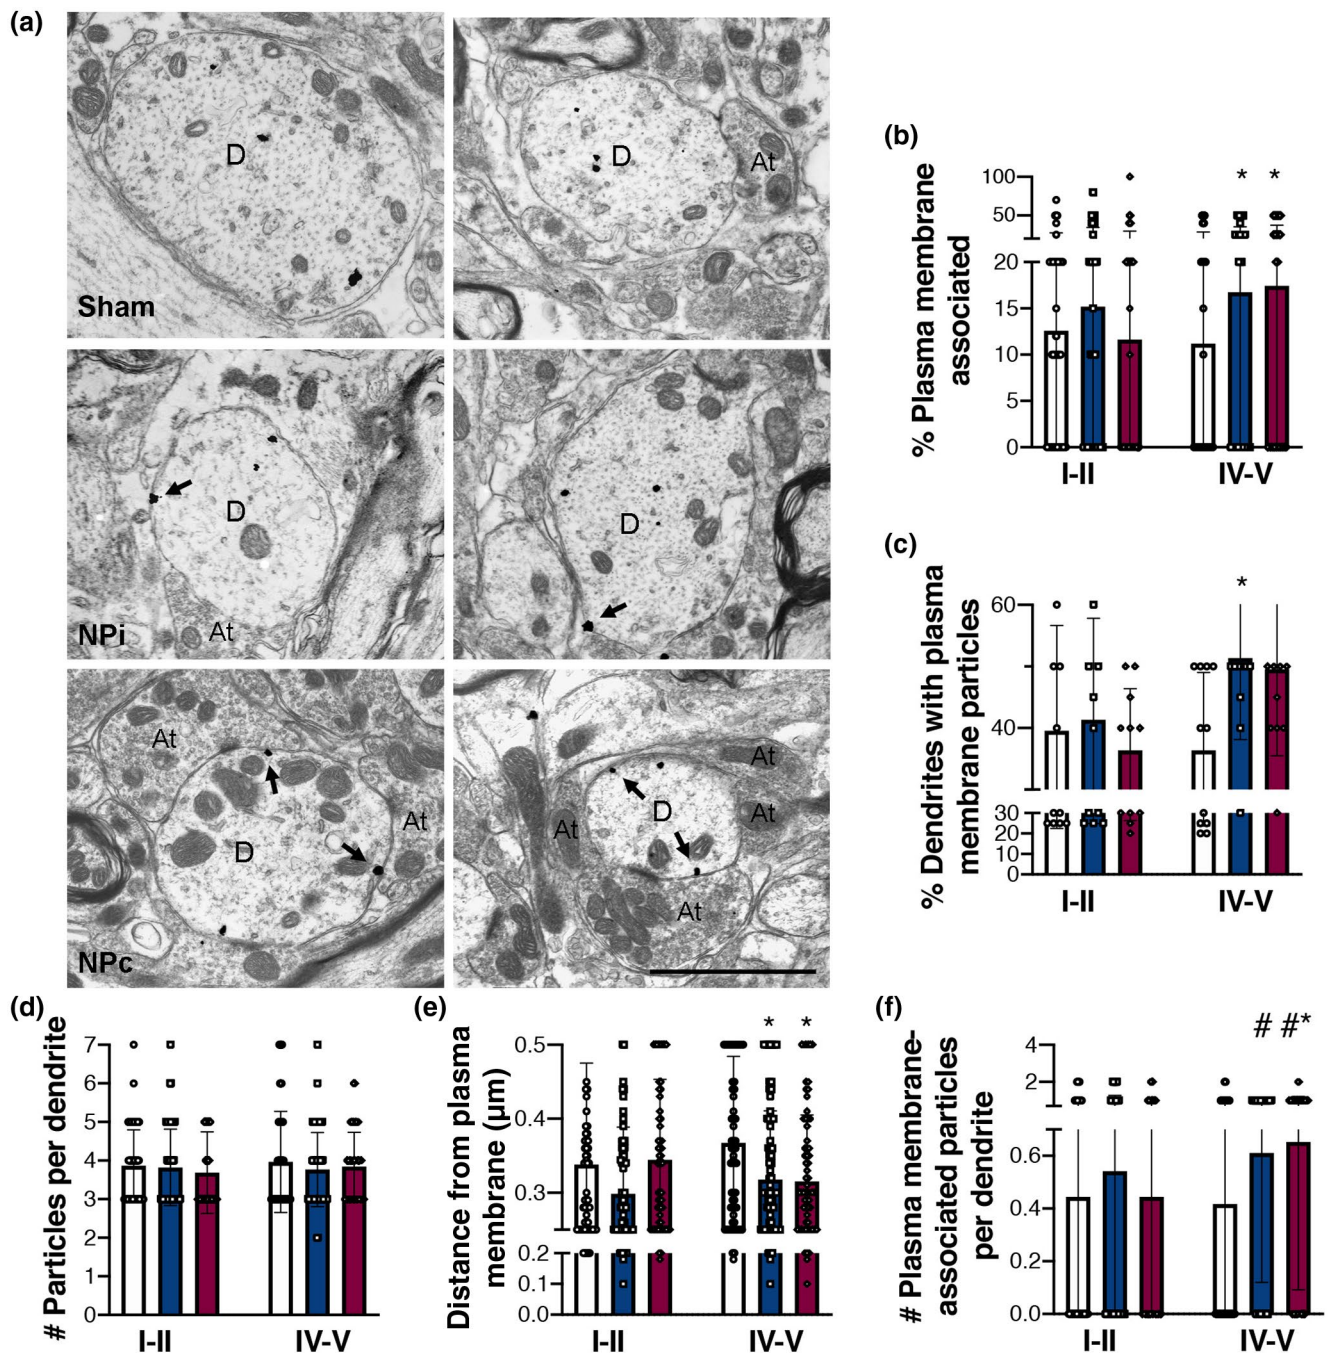 (a)
D
Sham
D
At
D
At
NPi
D
At
D
At
NPc
D
At
At
At
(b)
% Plasma membrane
associated
100
50
20
15
10
5
0
* *
I-II
IV-V
(c)
% Dendrites with plasma
membrane particles
60
40
30
20
10
0
*
I-II
IV-V
(d)
# Particles per dendrite
7
6
5
4
3
2
1
0
I-II
IV-V
(e)
Distance from plasma
membrane (µm)
0.5
0.4
0.3
0.2
0.1
0.0
* *
I-II
IV-V
(f)
# Plasma membrane-
associated particles
per dendrite
4
2
0.6
0.4
0.2
0.0
# #*
I-II
IV-V